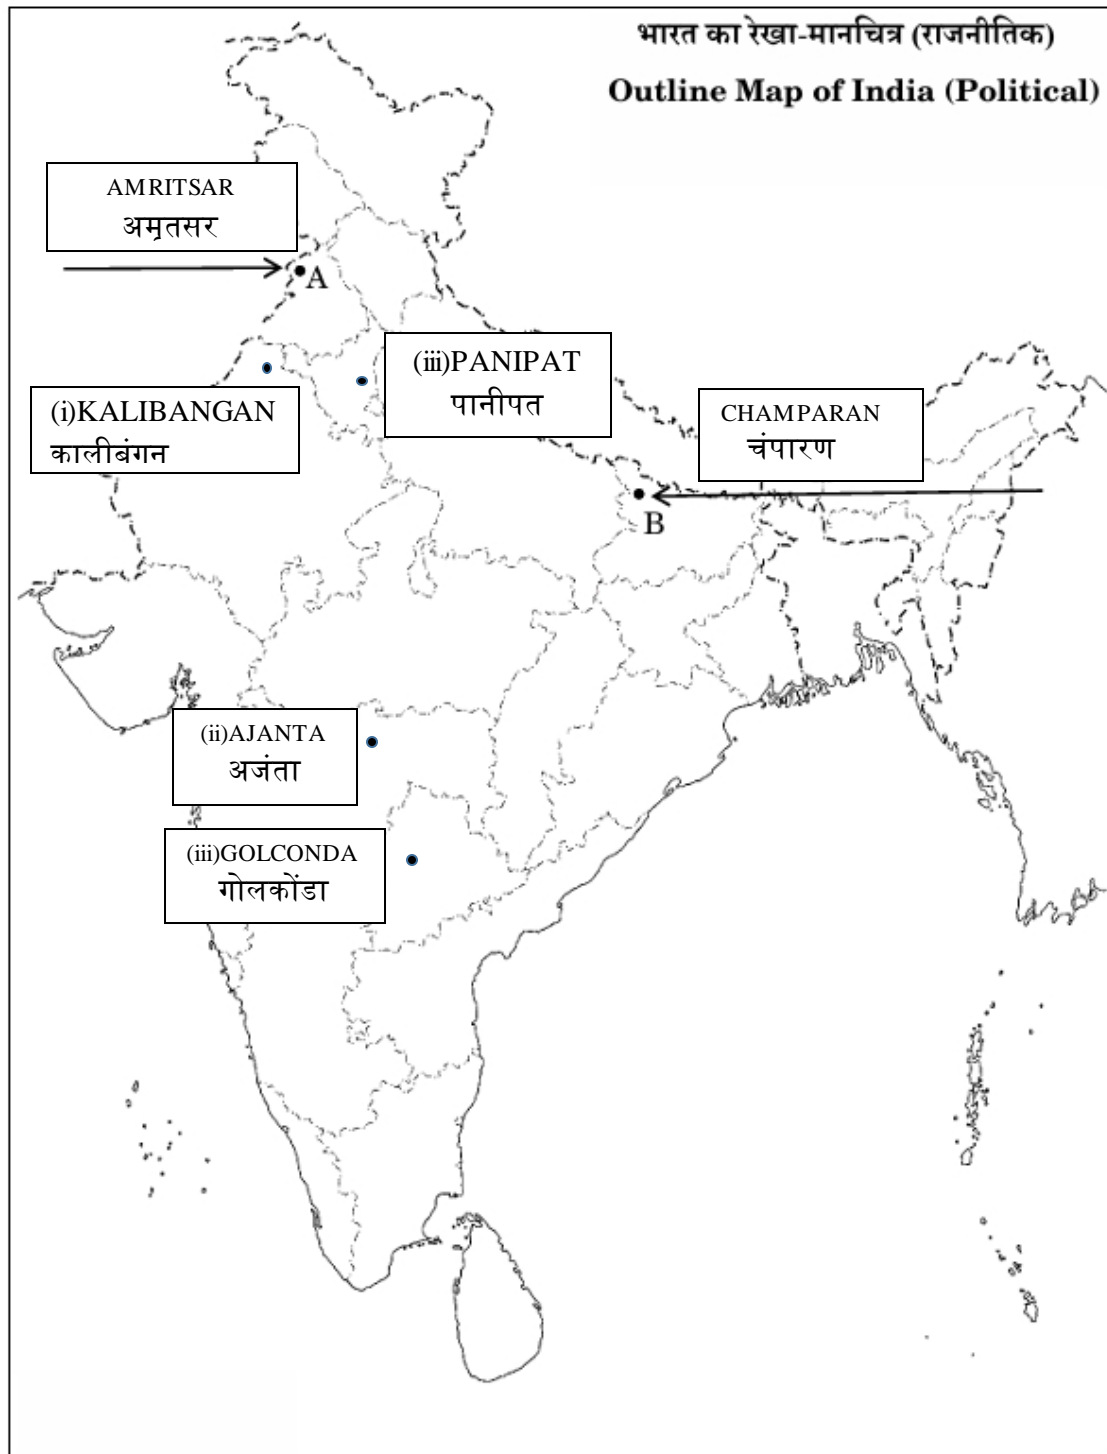 भारत का रेखा-मानचित्र (राजनीतिक)
Outline Map of India (Political)
AMRITSAR
अमृतसर
A
(iii)PANIPAT
पानीपत
(i)KALIBANGAN
कालीबंगन
CHAMPARAN
चंपारण
B
(ii)AJANTA
अजंता
(iii)GOLCONDA
गोलकोंडा